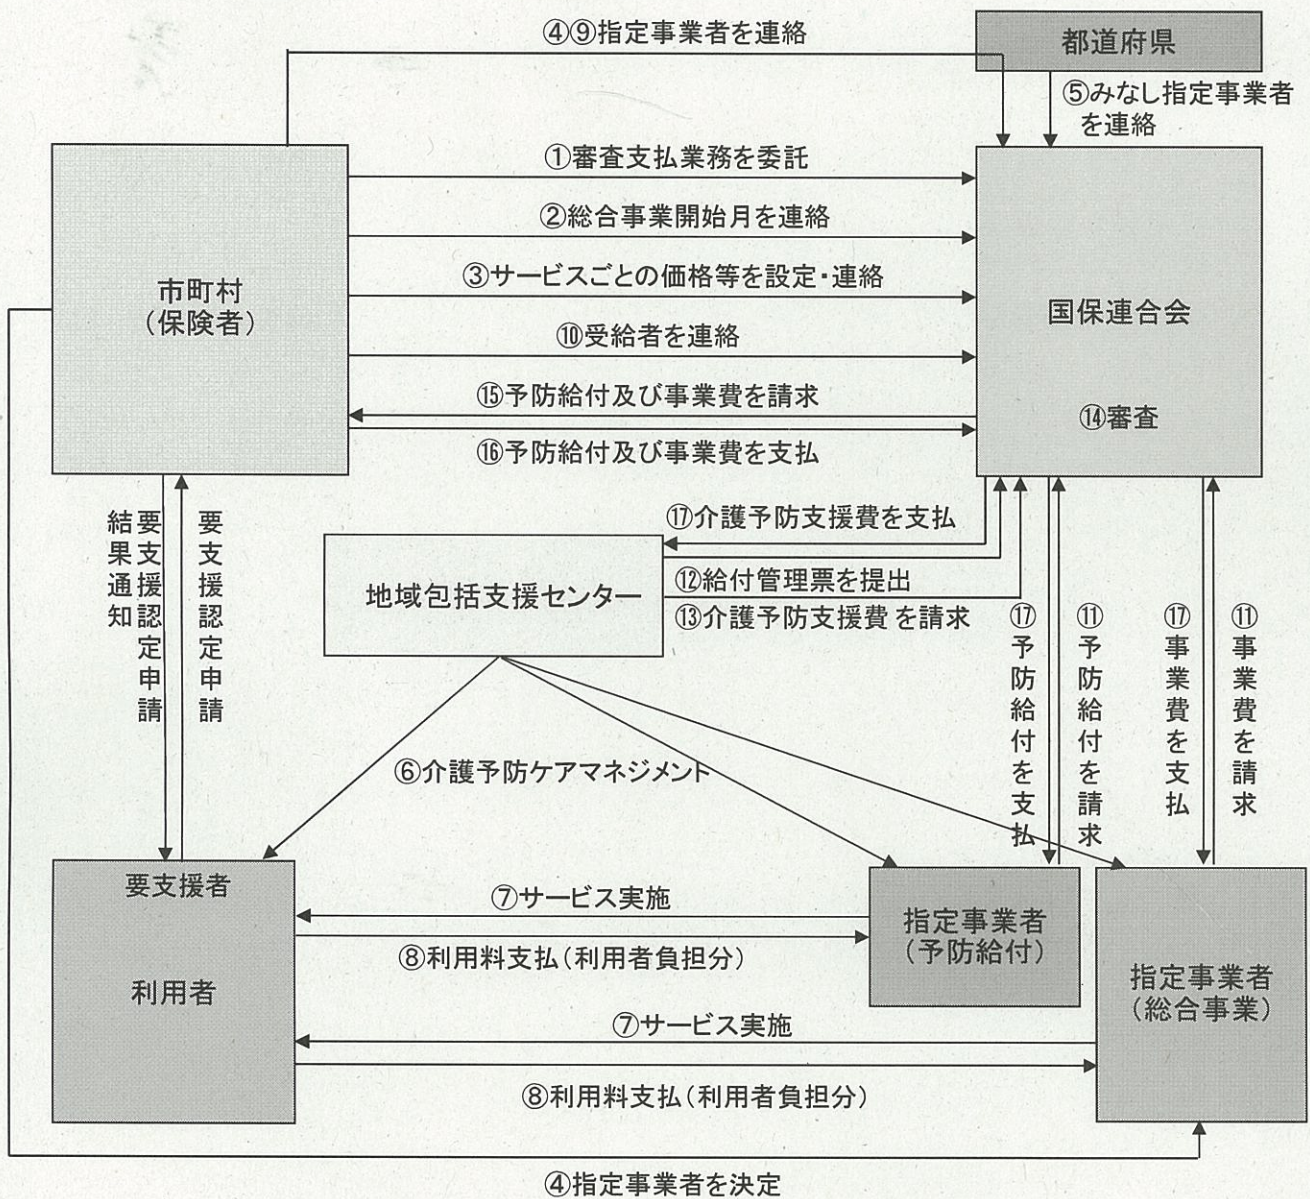 ④⑨指定事業者を連絡
都道府県
⑤みなし指定事業者
を連絡
①審査支払業務を委託
②総合事業開始月を連絡
③サービスごとの価格等を設定・連絡
市町村
(保険者)
国保連合会
⑩受給者を連絡
⑮予防給付及び事業費を請求
⑭審査
⑯予防給付及び事業費を支払
要支援認定申請
結果通知
要支援認定申請
⑰介護予防支援費を支払
地域包括支援センター
⑫給付管理票を提出
⑬介護予防支援費を請求
⑰予防給付を支払
⑪予防給付を請求
⑰事業費を支払
⑪事業費を請求
⑥介護予防ケアマネジメント
要支援者
利用者
⑦サービス実施
⑧利用料支払(利用者負担分)
指定事業者
(予防給付)
指定事業者
(総合事業)
⑦サービス実施
⑧利用料支払(利用者負担分)
④指定事業者を決定